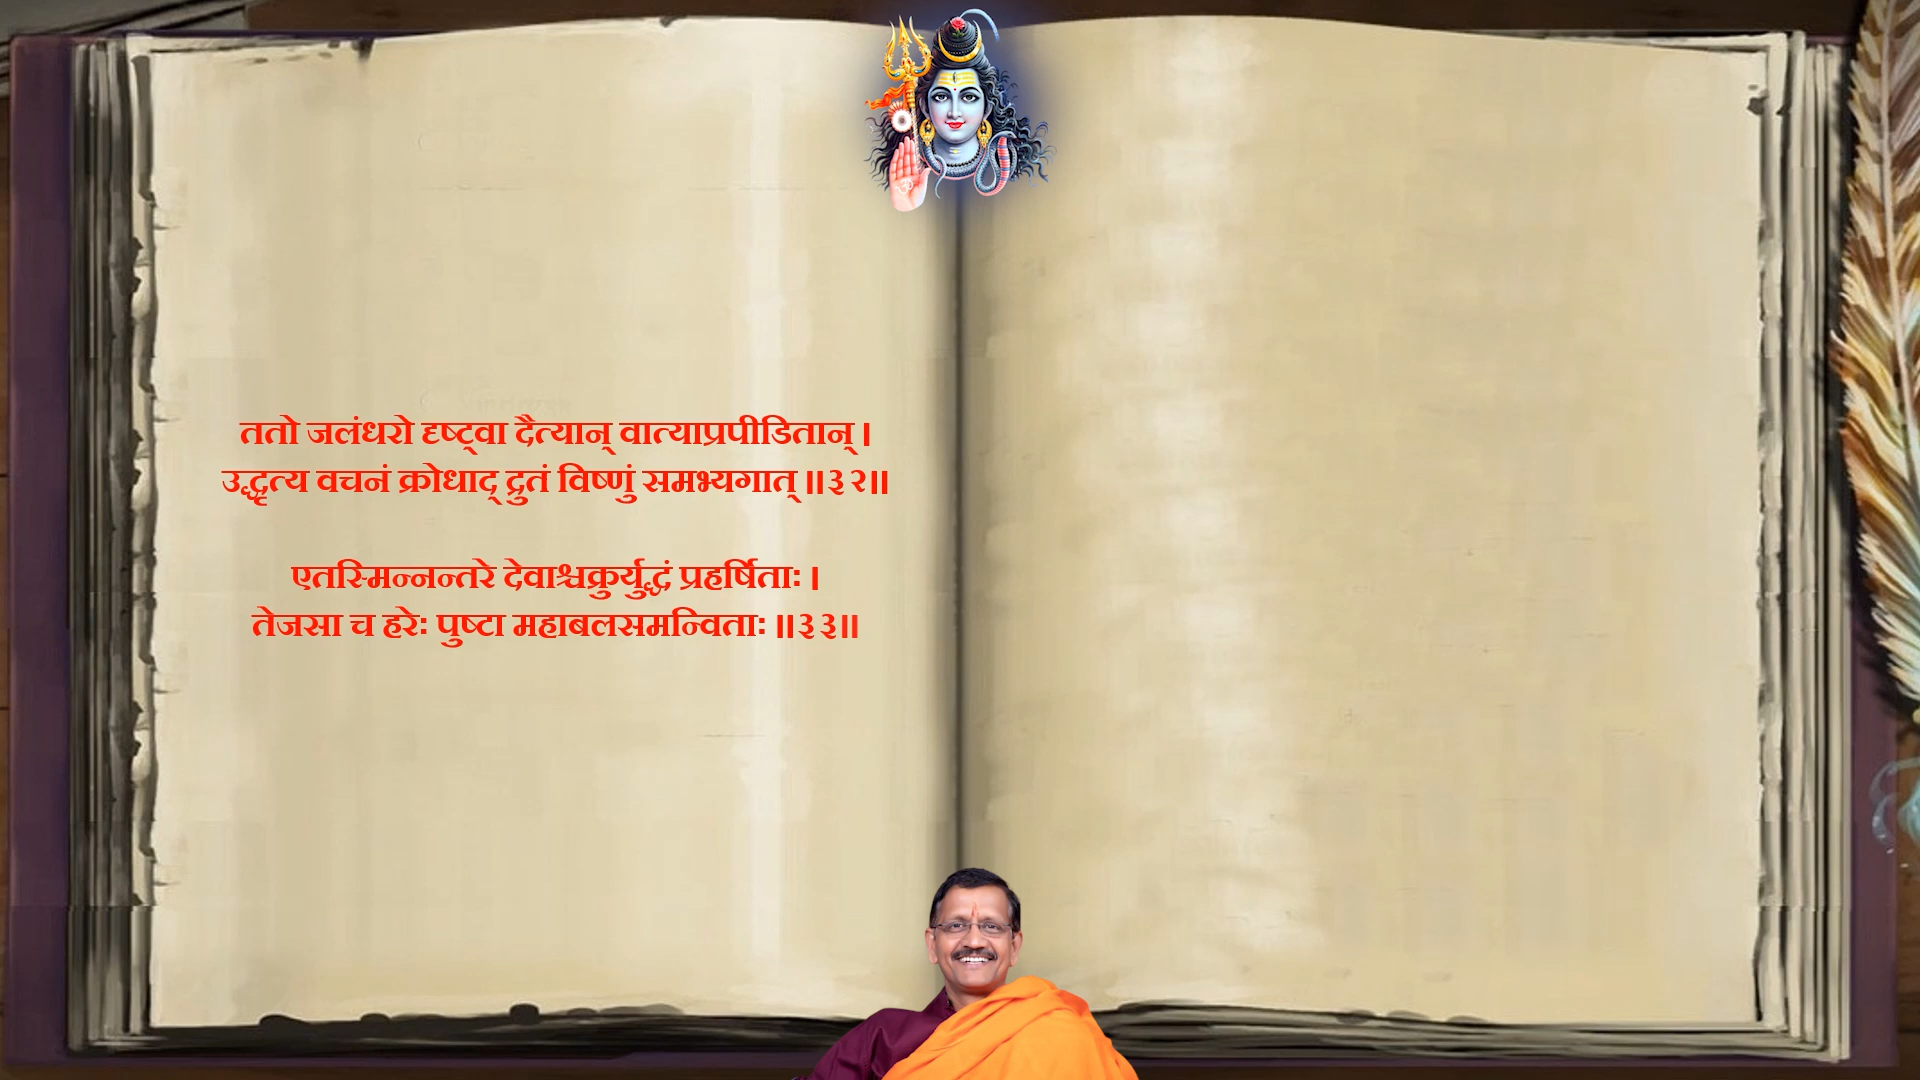 ततो जलंधरो दृष्ट्वा दैत्यान् वात्याप्रपीडितान् ।
उद्धृत्य वचनं क्रोधाद् द्रुतं विष्णुं समभ्यगात् ॥३२॥
एतस्मिन्नन्तरे देवाश्चक्रुर्युद्धं प्रहर्षिताः ।
तेजसा च हरेः पुष्टा महाबलसमन्विताः ॥३३॥